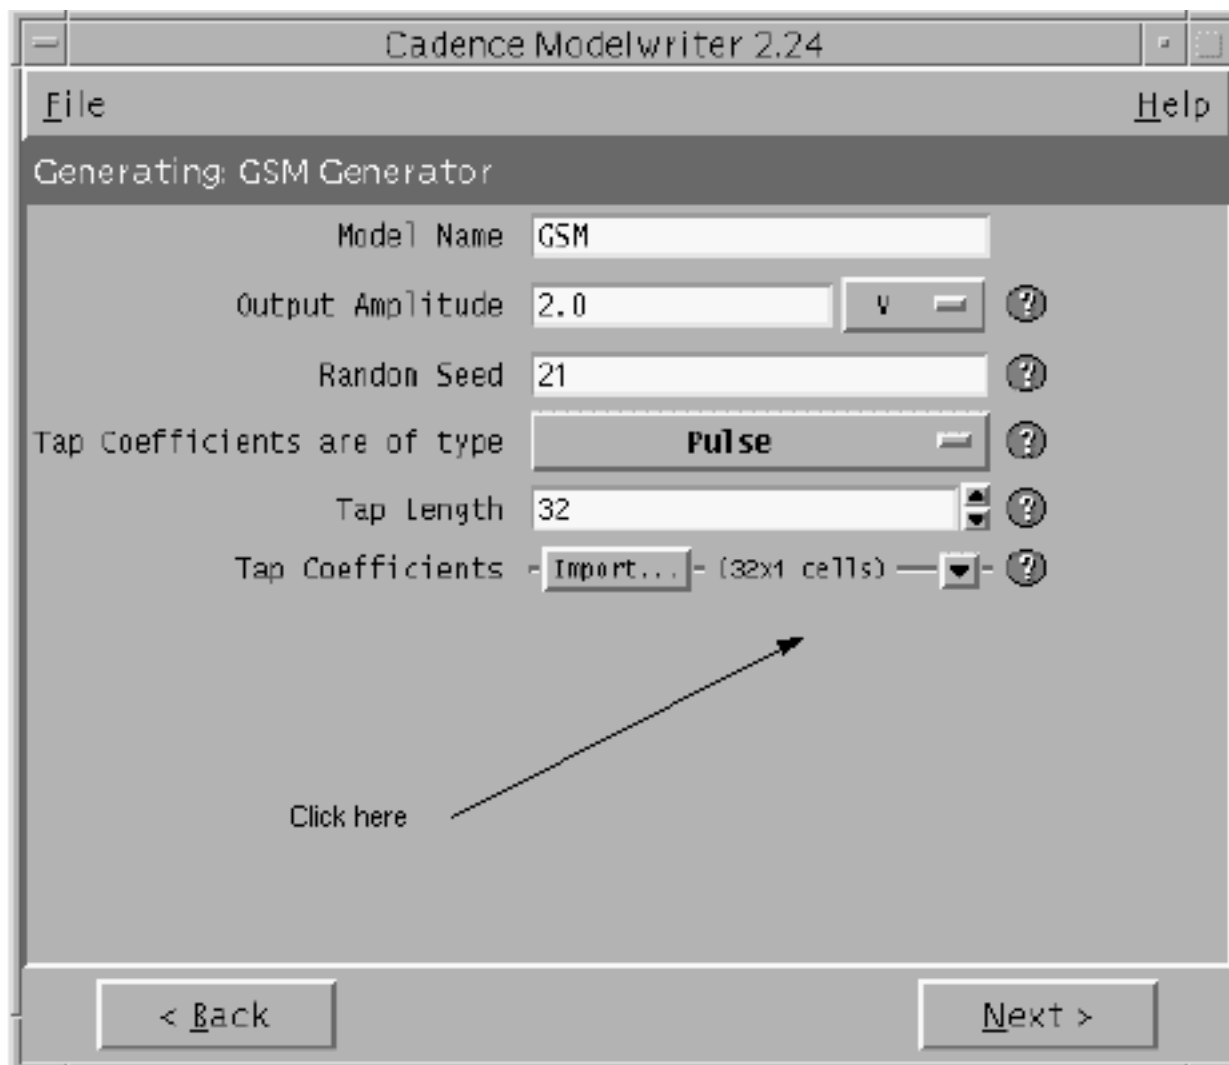 Cadence Modelwriter 2.24
File Help
Generating: GSM Generator
Model Name GSM
Output Amplitude 2.0 V ?
Random Seed 21 ?
Tap Coefficients are of type Pulse ?
Tap Length 32 ?
Tap Coefficients Import... (32x1 cells) ?
Click here
< Back Next >